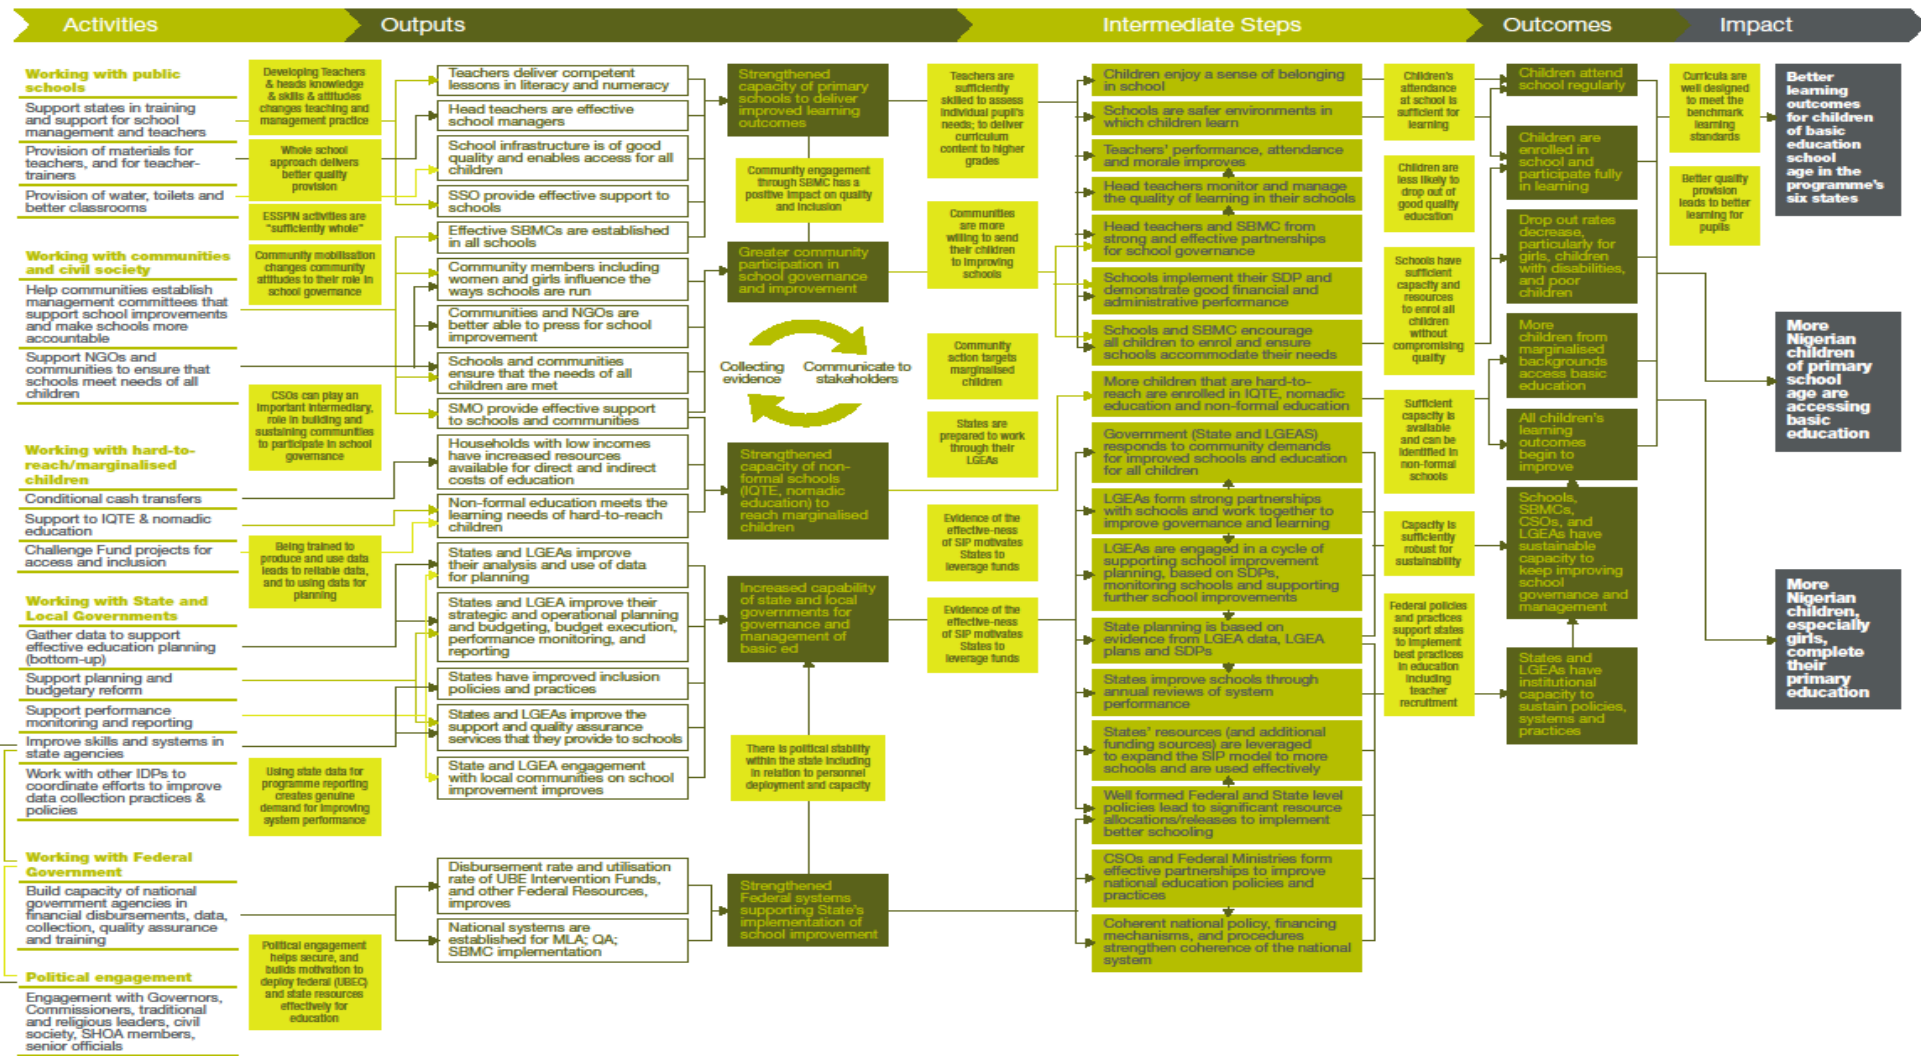 Activities
Outputs
Intermediate Steps
Outcomes
Impact
Working with public
schools
Support states in training
and support for school
management and teachers
Provision of materials for
teachers, and for teacher-
trainers
Provision of water, toilets and
better classrooms
Working with communities
and civil society
Help communities establish
management committees that
support school improvements
and make schools more
accountable
Support NGOs and
communities to ensure that
schools meet needs of all
children
Working with hard-to-
reach/marginalised
children
Conditional cash transfers
Support to IQTE & nomadic
education
Challenge Fund projects for
access and inclusion
Working with State and
Local Governments
Gather data to support
effective education planning
(bottom-up)
Support planning and
budgetary reform
Support performance
monitoring and reporting
Improve skills and systems in
state agencies
Work with other IDPs to
coordinate efforts to improve
data collection practices &
policies
Working with Federal
Government
Build capacity of national
government agencies in
financial disbursements, data,
collection, quality assurance
and training
Political engagement
Engagement with Governors,
Commissioners, traditional
and religious leaders, civil
society, SHOA members,
senior officials
Developing Teachers
& heads knowledge
& skills & attitudes
changes teaching and
management practice
Whole school
approach delivers
better quality
provision
ESSPIN activities are
"sufficiently whole"
Community mobilisation
changes community
attitudes to their role in
school governance
CSOs can play an
important intermediary,
role in building and
sustaining communities
to participate in school
governance
Being trained to
produce and use data
leads to reliable data,
and to using data for
planning
Using state data for
programme reporting
creates genuine
demand for improving
system performance
Political engagement
helps secure, and
builds motivation to
deploy federal (UBEC)
and state resources
effectively for
education
Teachers deliver competent
lessons in literacy and numeracy
Head teachers are effective
school managers
School infrastructure is of good
quality and enables access for all
children
SSO provide effective support to
schools
Effective SBMCs are established
in all schools
Community members including
women and girls influence the
ways schools are run
Communities and NGOs are
better able to press for school
improvement
Schools and communities
ensure that the needs of all
children are met
SMO provide effective support
to schools and communities
Households with low incomes
have increased resources
available for direct and indirect
costs of education
Non-formal education meets the
learning needs of hard-to-reach
children
States and LGEAs improve
their analysis and use of data
for planning
States and LGEA improve their
strategic and operational planning
and budgeting, budget execution,
performance monitoring, and
reporting
States have improved inclusion
policies and practices
States and LGEAs improve the
support and quality assurance
services that they provide to schools
State and LGEA engagement
with local communities on school
improvement improves
Disbursement rate and utilisation
rate of UBE Intervention Funds,
and other Federal Resources,
improves
National systems are
established for MLA; QA;
SBMC implementation
Strengthened
capacity of primary
schools to deliver
improved learning
outcomes
Community engagement
through SBMC has a
positive impact on quality
and inclusion
Greater community
participation in
school governance
and improvement
Collecting
evidence
Communicate to
stakeholders
Strengthened
capacity of non-
formal schools
(IQTE, nomadic
education) to
reach marginalised
children
Increased capability
of state and local
governments for
governance and
management of
basic ed
There is political stability
within the state including
in relation to personnel
deployment and capacity
Strengthened
Federal systems
supporting State's
implementation of
school improvement
Teachers are
sufficiently
skilled to assess
individual pupil's
needs; to deliver
curriculum
content to higher
grades
Communities
are more
willing to send
their children
to improving
schools
Community
action targets
marginalised
children
States are
prepared to work
through their
LGEAs
Evidence of the
effective-ness
of SIP motivates
States to
leverage funds
Evidence of the
effective-ness
of SIP motivates
States to
leverage funds
Children enjoy a sense of belonging
in school
Schools are safer environments in
which children learn
Teachers' performance, attendance
and morale improves
Head teachers monitor and manage
the quality of learning in their schools
Head teachers and SBMC from
strong and effective partnerships
for school governance
Schools implement their SDP and
demonstrate good financial and
administrative performance
Schools and SBMC encourage
all children to enrol and ensure
schools accommodate their needs
More children that are hard-to-
reach are enrolled in IQTE, nomadic
education and non-formal education
Government (State and LGEAS)
responds to community demands
for improved schools and education
for all children
LGEAs form strong partnerships
with schools and work together to
improve governance and learning
LGEAs are engaged in a cycle of
supporting school improvement
planning, based on SDPs,
monitoring schools and supporting
further school improvements
State planning is based on
evidence from LGEA data, LGEA
plans and SDPs
States improve schools through
annual reviews of system
performance
States' resources (and additional
funding sources) are leveraged
to expand the SIP model to more
schools and are used effectively
Well formed Federal and State level
policies lead to significant resource
allocations/releases to implement
better schooling
CSOs and Federal Ministries form
effective partnerships to improve
national education policies and
practices
Coherent national policy, financing
mechanisms, and procedures
strengthen coherence of the national
system
Children's
attendance
at school is
sufficient for
learning
Children are
less likely to
drop out of
good quality
education
Schools have
sufficient
capacity and
resources
to enrol all
children
without
compromising
quality
Sufficient
capacity is
available
and can be
identified in
non-formal
schools
Capacity is
sufficiently
robust for
sustainability
Federal policies
and practices
support states
to implement
best practices
in education
including
teacher
recruitment
Children attend
school regularly
Children are
enrolled in
school and
participate fully
in learning
Drop out rates
decrease,
particularly for
girls, children
with disabilities,
and poor
children
More
children from
marginalised
backgrounds
access basic
education
All children's
learning
outcomes
begin to
improve
Schools,
SBMCs,
CSOs, and
LGEAs have
sustainable
capacity to
keep improving
school
governance and
management
States and
LGEAs have
institutional
capacity to
sustain policies,
systems and
practices
Curricula are
well designed
to meet the
benchmark
learning
standards
Better quality
provision
leads to better
learning for
pupils
Better
learning
outcomes
for children
of basic
education
school
age in the
programme's
six states
More
Nigerian
children
of primary
school
age are
accessing
basic
education
More
Nigerian
children,
especially
girls,
complete
their
primary
education